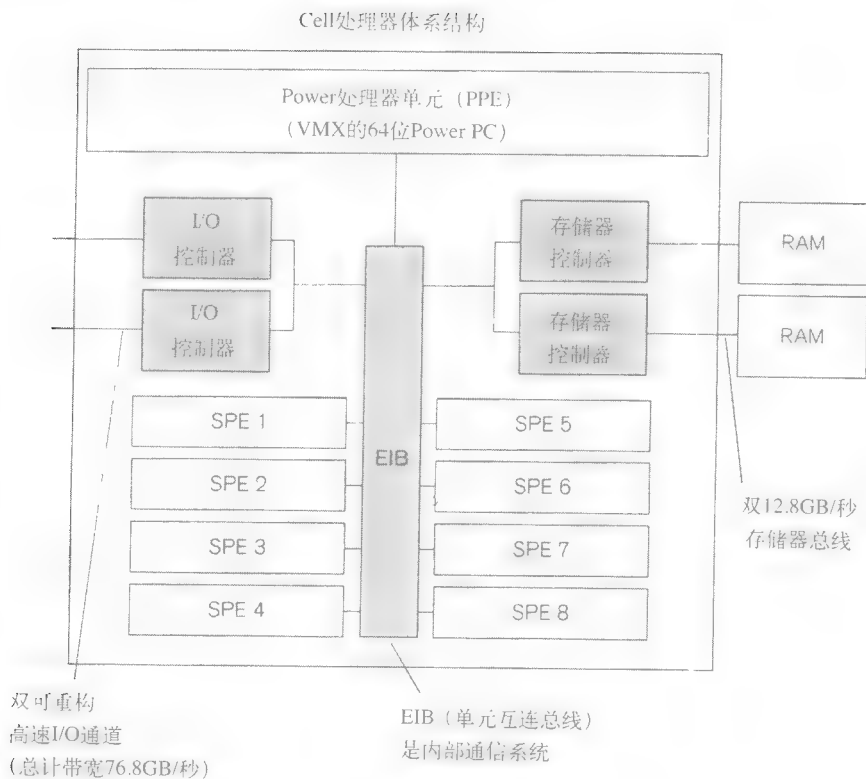 Cell处理器体系结构
Power处理器单元（PPE）
（VMX的64位Power PC）
I/O
控制器
I/O
控制器
存储器
控制器
存储器
控制器
RAM
RAM
EIB
SPE 1
SPE 2
SPE 3
SPE 4
SPE 5
SPE 6
SPE 7
SPE 8
双12.8GB/秒
存储器总线
双可重构
高速I/O通道
（总计带宽76.8GB/秒）
EIB（单元互连总线）
是内部通信系统